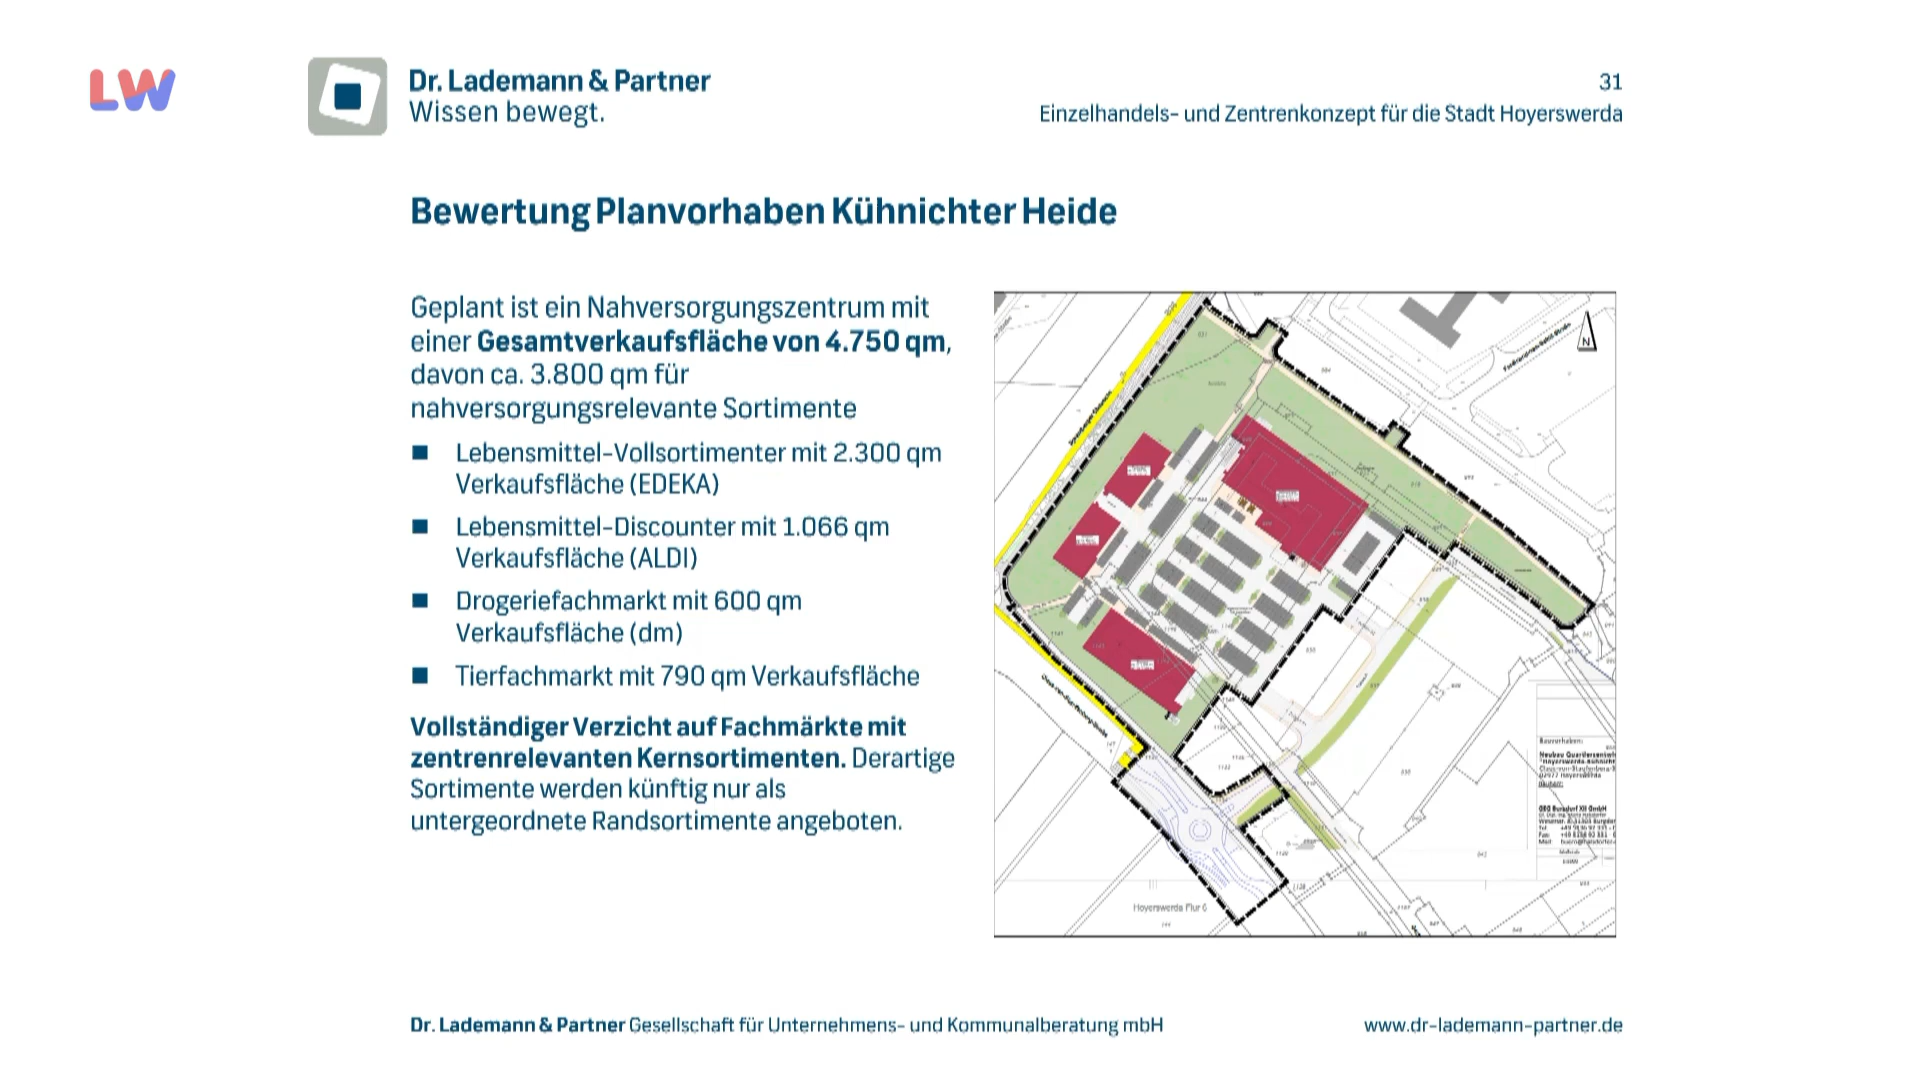 LW
Dr. Lademann & Partner
Wissen bewegt.
31
Einzelhandels- und Zentrenkonzept für die Stadt Hoyerswerda
Bewertung Planvorhaben Kühnichter Heide
Geplant ist ein Nahversorgungszentrum mit
einer Gesamtverkaufsfläche von 4.750 qm,
davon ca. 3.800 qm für
nahversorgungsrelevante Sortimente
Lebensmittel-Vollsortimenter mit 2.300 qm
Verkaufsfläche (EDEKA)
Lebensmittel-Discounter mit 1.066 qm
Verkaufsfläche (ALDI)
Drogeriefachmarkt mit 600 qm
Verkaufsfläche (dm)
Tierfachmarkt mit 790 qm Verkaufsfläche
Vollständiger Verzicht auf Fachmärkte mit
zentrenrelevanten Kernsortimenten. Derartige
Sortimente werden künftig nur als
untergeordnete Randsortimente angeboten.
N
Bauvorhaben:
Hoyerswerda Flur 6
Dr. Lademann & Partner Gesellschaft für Unternehmens- und Kommunalberatung mbH
www.dr-lademann-partner.de